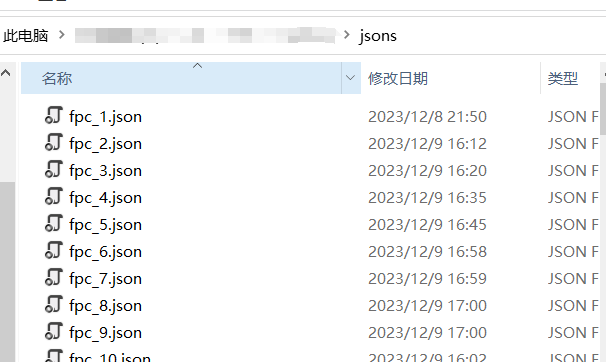 此电脑 > > jsons
名称 修改日期 类型
fpc_1.json 2023/12/8 21:50 JSON F
fpc_2.json 2023/12/9 16:12 JSON F
fpc_3.json 2023/12/9 16:20 JSON F
fpc_4.json 2023/12/9 16:35 JSON F
fpc_5.json 2023/12/9 16:45 JSON F
fpc_6.json 2023/12/9 16:58 JSON F
fpc_7.json 2023/12/9 16:59 JSON F
fpc_8.json 2023/12/9 17:00 JSON F
fpc_9.json 2023/12/9 17:00 JSON F
fpc_10.json 2023/12/9 16:02 JSON F